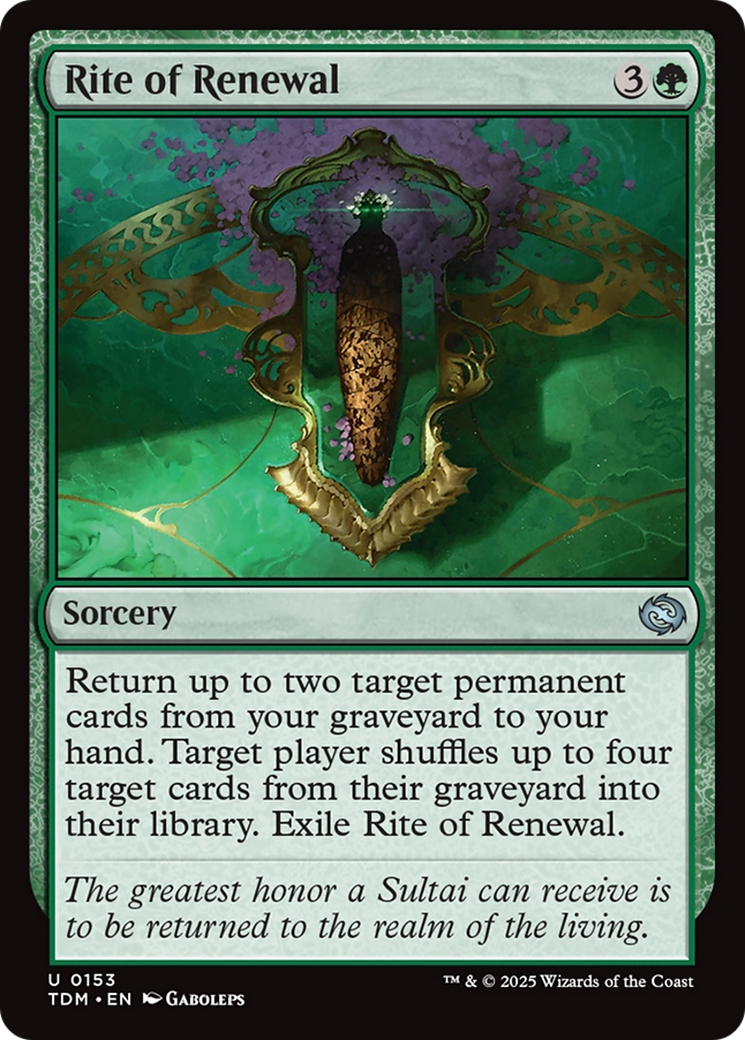 Rite of Renewal 3
Sorcery
Return up to two target permanent
cards from your graveyard to your
hand. Target player shuffles up to four
target cards from their graveyard into
their library. Exile Rite of Renewal.
The greatest honor a Sultai can receive is
to be returned to the realm of the living.
U 0153
TDM • EN Gaboleps
™ & © 2025 Wizards of the Coast